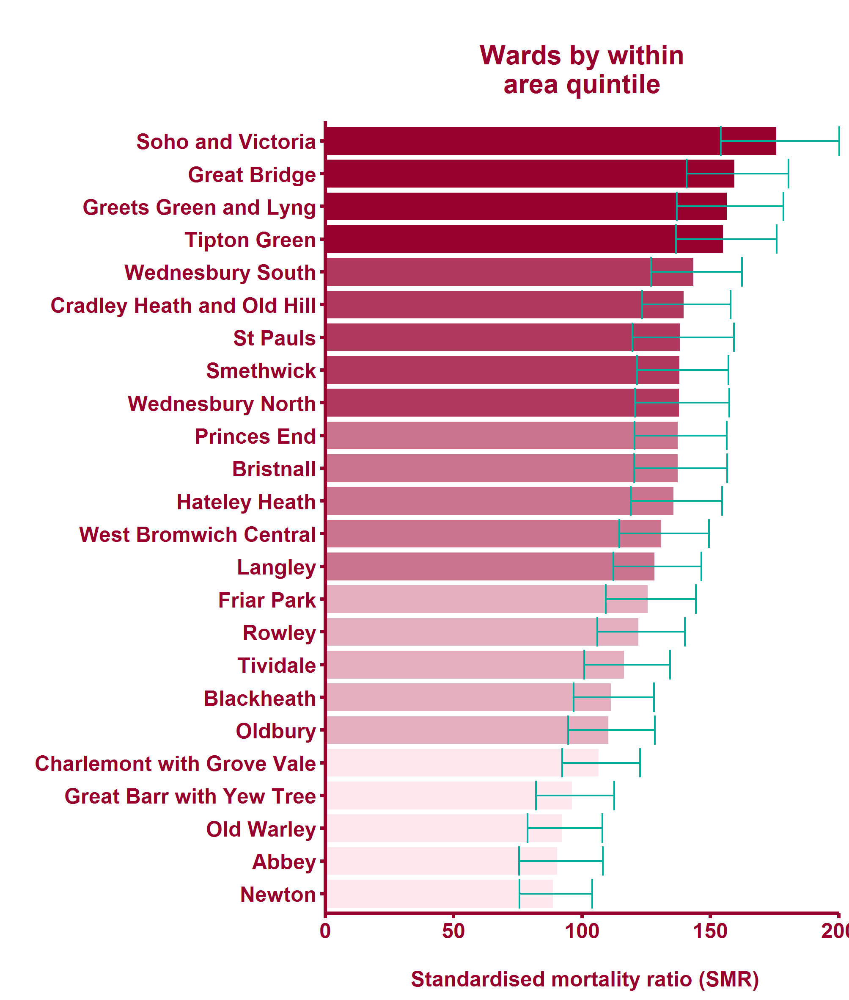 Wards by within
area quintile
Soho and Victoria
Great Bridge
Greets Green and Lyng
Tipton Green
Wednesbury South
Cradley Heath and Old Hill
St Pauls
Smethwick
Wednesbury North
Princes End
Bristnall
Hateley Heath
West Bromwich Central
Langley
Friar Park
Rowley
Tividale
Blackheath
Oldbury
Charlemont with Grove Vale
Great Barr with Yew Tree
Old Warley
Abbey
Newton
0 50 100 150 200
Standardised mortality ratio (SMR)